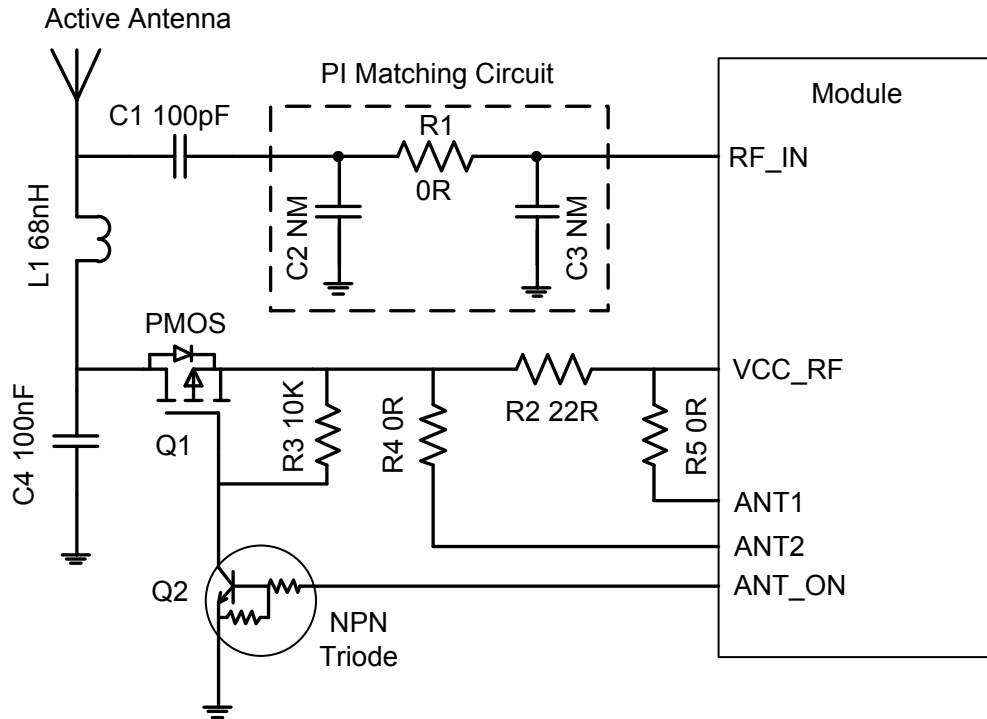 Active Antenna
PI Matching Circuit
Module
C1 100pF
R1
RF_IN
0R
C2 NM
C3 NM
L1 68nH
PMOS
VCC_RF
R2 22R
R3 10K
R4 0R
R5 0R
Q1
C4 100nF
ANT1
ANT2
Q2
ANT_ON
NPN
Triode